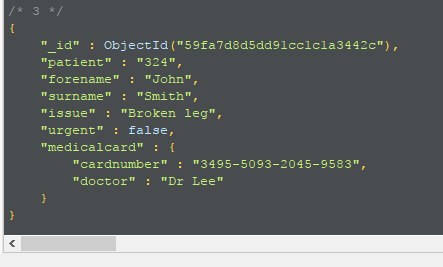 /* 3 */
{
"_id" : ObjectId("59fa7d8d5dd91cc1c1a3442c"),
"patient" : "324",
"forename" : "John",
"surname" : "Smith",
"issue" : "Broken leg",
"urgent" : false,
"medicalcard" : {
"cardnumber" : "3495-5093-2045-9583",
"doctor" : "Dr Lee"
}
}